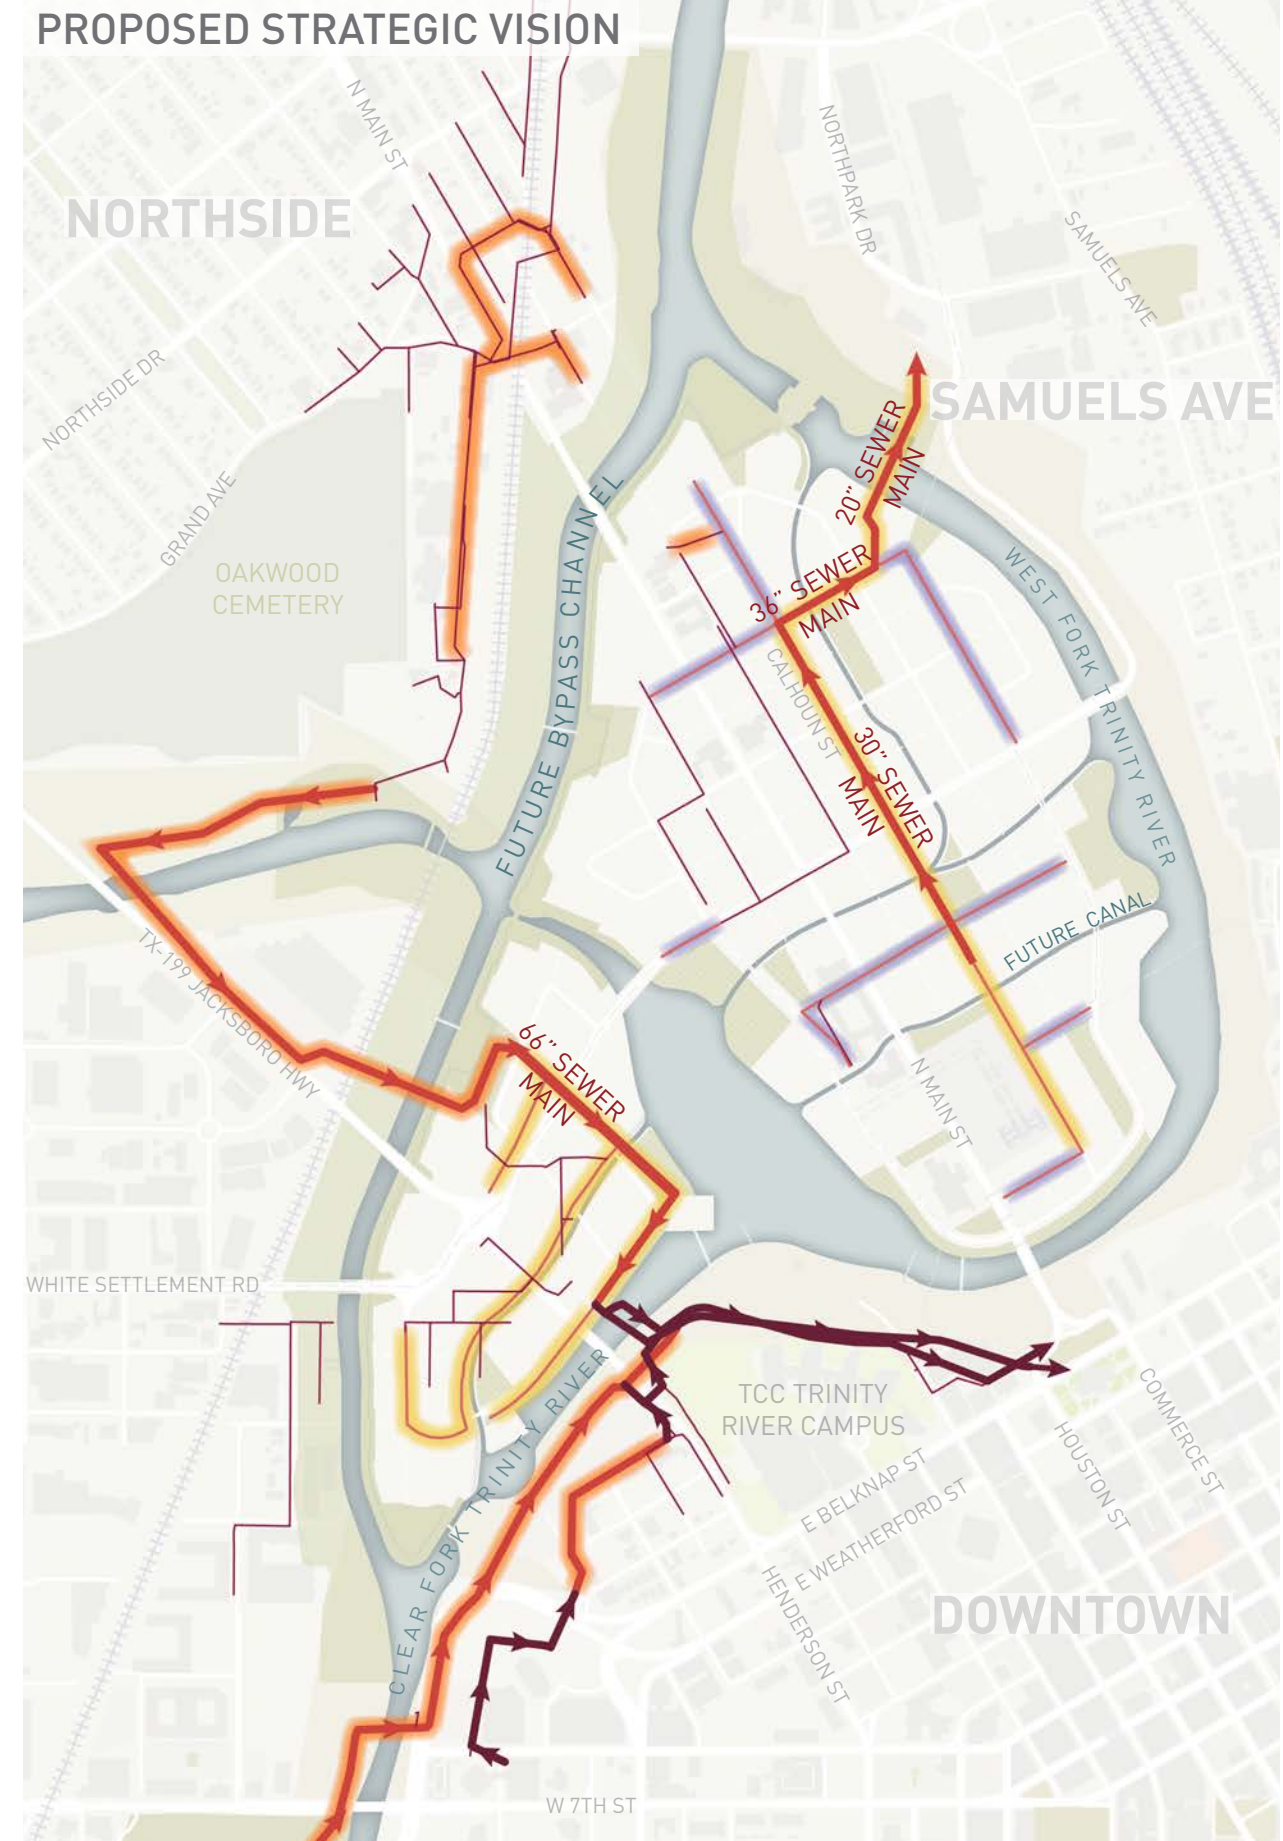 PROPOSED STRATEGIC VISION
N MAIN ST
NORTHPARK DR
NORTHSIDE
SAMUELS AVE
NORTHSIDE DR
SAMUELS AVE
20” SEWER
MAIN
GRAND AVE
OAKWOOD
CEMETERY
FUTURE BYPASS CHANNEL
36” SEWER
MAIN
WEST FORK TRINITY RIVER
CALHOUN ST
30” SEWER
MAIN
FUTURE CANAL
TX-199 JACKSBORO HWY
66” SEWER
MAIN
N MAIN ST
WHITE SETTLEMENT RD
TCC TRINITY
RIVER CAMPUS
COMMERCE ST
HOUSTON ST
E BELKNAP ST
E WEATHERFORD ST
CLEAR FORK TRINITY RIVER
HENDERSON ST
DOWNTOWN
W 7TH ST